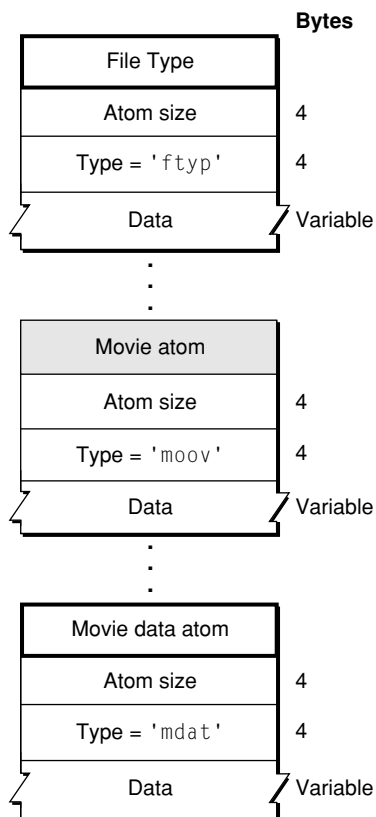 Bytes
File Type
Atom size 4
Type = 'ftyp' 4
Data Variable
Movie atom
Atom size 4
Type = 'moov' 4
Data Variable
Movie data atom
Atom size 4
Type = 'mdat' 4
Data Variable